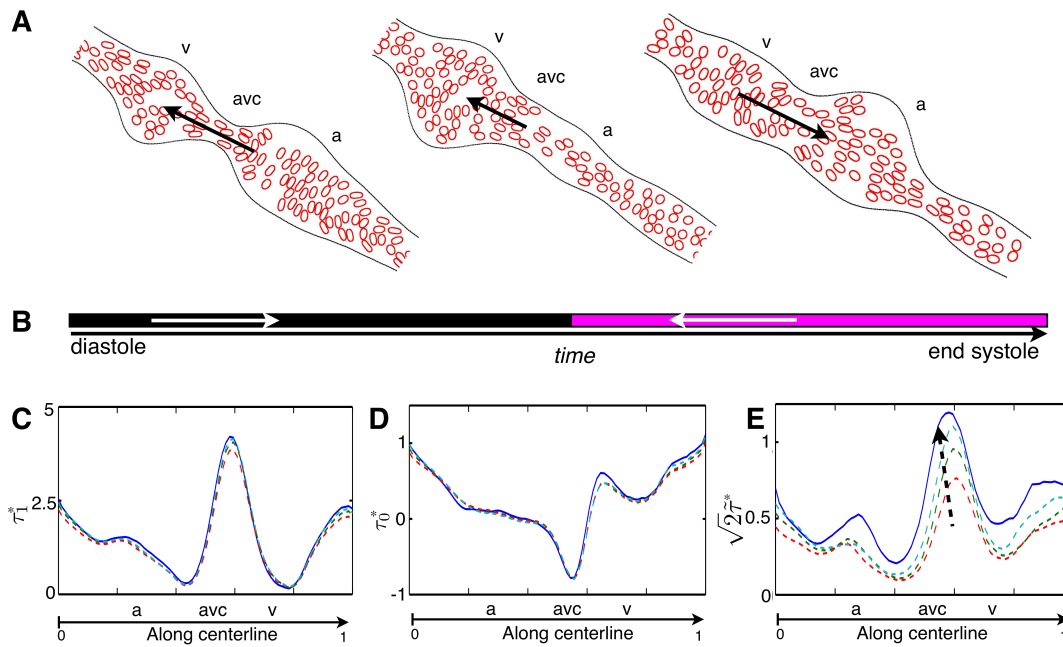 A
v
avc
a
v
avc
a
v
avc
a
B
diastole
time
end systole
C
5
2.5
0
τ₁*
a
avc
v
0
Along centerline
1
D
1
0
-1
τ₀*
a
avc
v
0
Along centerline
1
E
1
0.5
0
√2τ̃*
a
avc
v
0
Along centerline
1